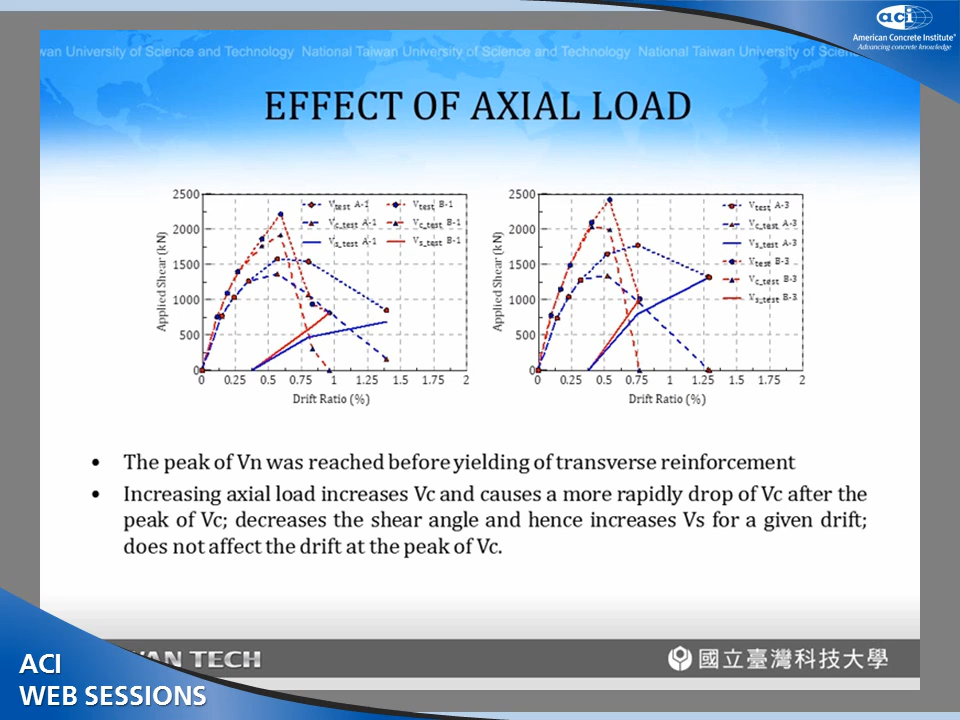 aci
American Concrete Institute®
Advancing concrete knowledge
wan University of Science and Technology National Taiwan University of Science and Technology National Taiwan University of Scien
EFFECT OF AXIAL LOAD
2500
2000
1500
1000
500
0
Applied Shear (kN)
0 0.25 0.5 0.75 1 1.25 1.5 1.75 2
Drift Ratio (%)
Vtest A-1 Vtest B-1
Vc_test A-1 Vc_test B-1
Vs_test A-1 Vs_test B-1
2500
2000
1500
1000
500
0
Applied Shear (kN)
0 0.25 0.5 0.75 1 1.25 1.5 1.75 2
Drift Ratio (%)
Vtest A-3
Vc_test A-3
Vs_test A-3
Vtest B-3
Vc_test B-3
Vs_test B-3
• The peak of Vn was reached before yielding of transverse reinforcement
• Increasing axial load increases Vc and causes a more rapidly drop of Vc after the
peak of Vc; decreases the shear angle and hence increases Vs for a given drift;
does not affect the drift at the peak of Vc.
WAN TECH
國立臺灣科技大學
ACI
WEB SESSIONS